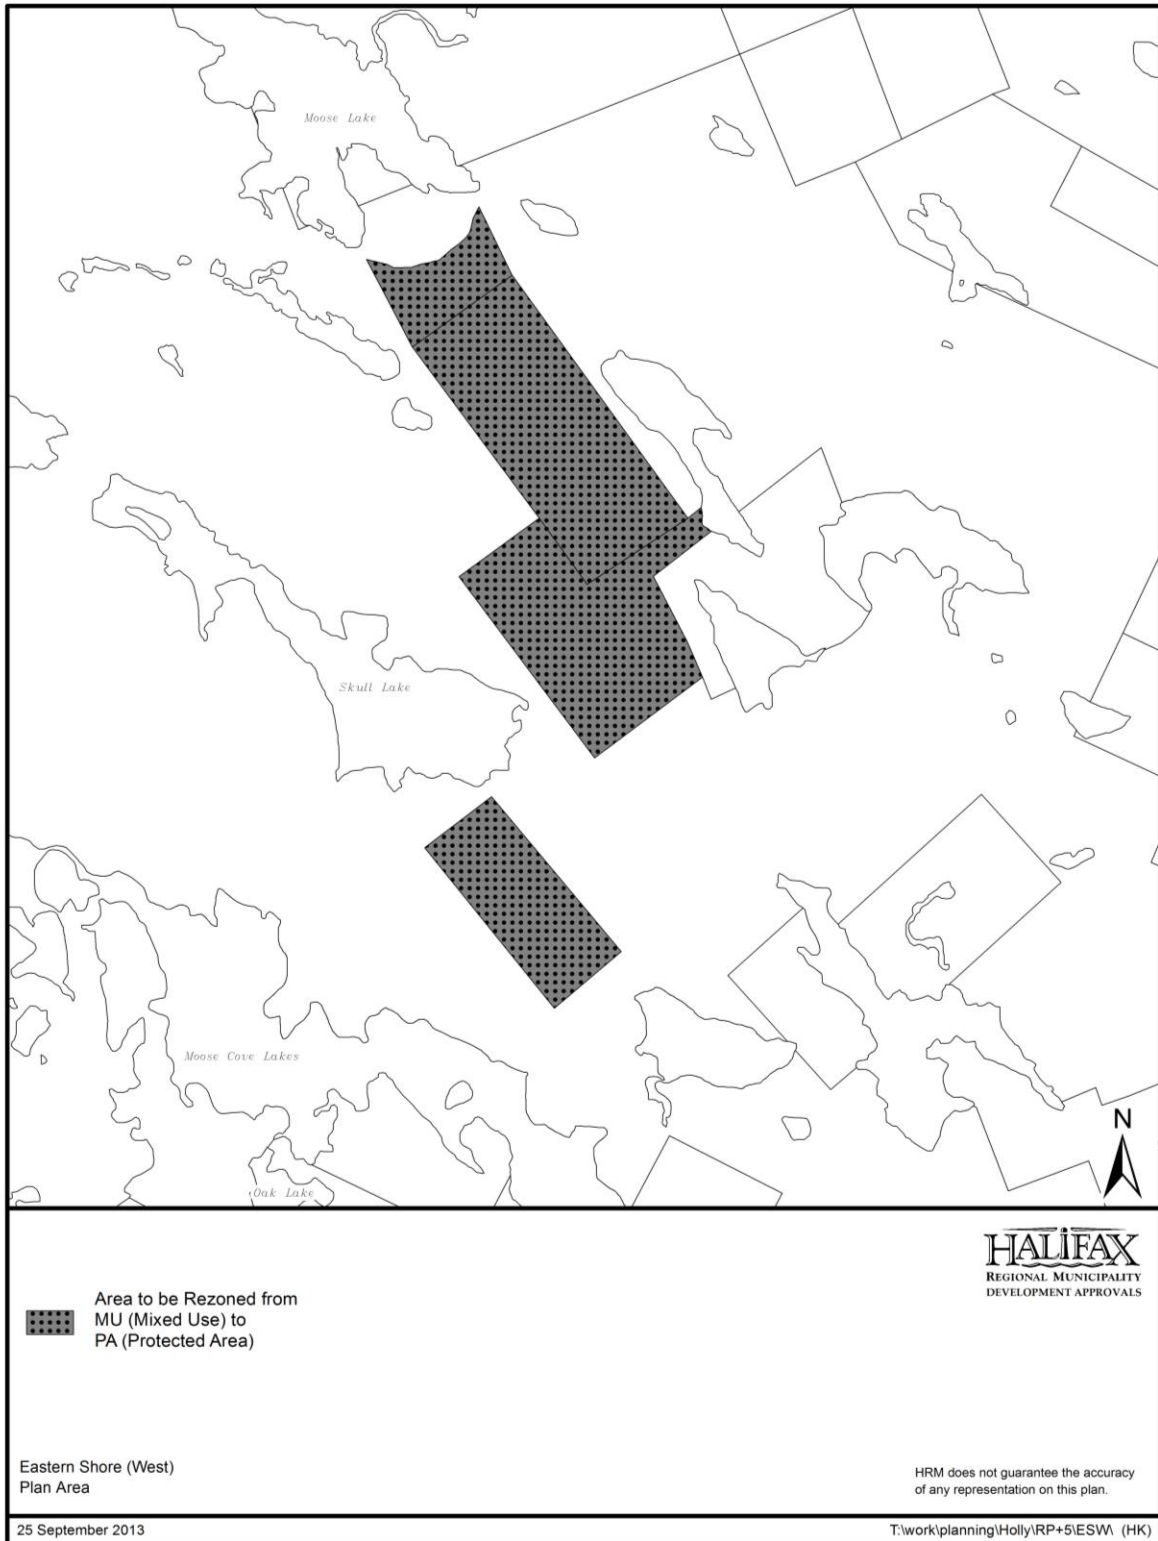 Moose Lake
Skull Lake
Moose Cove Lakes
Oak Lake
N
HALIFAX
REGIONAL MUNICIPALITY
DEVELOPMENT APPROVALS
Area to be Rezoned from
MU (Mixed Use) to
PA (Protected Area)
Eastern Shore (West)
Plan Area
HRM does not guarantee the accuracy
of any representation on this plan.
25 September 2013
T:\work\planning\Holly\RP+5\ESW\ (HK)